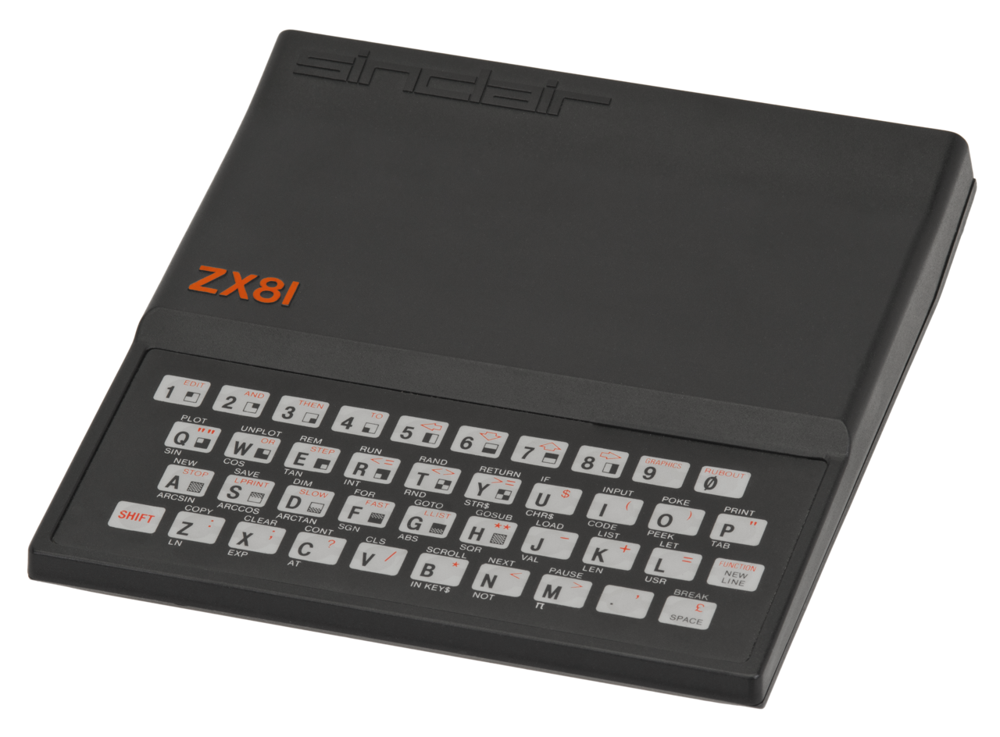 sinclair
ZX81
EDIT AND THEN TO GRAPHICS RUBOUT
1 2 3 4 5 6 7 8 9 Ø
PLOT UNPLOT REM RUN RAND RETURN IF INPUT POKE PRINT
Q "" W OR E STEP R <= T <> Y >= U $ I ( O ) P "
SIN COS TAN INT RND STR$ CHR$ CODE PEEK TAB
NEW SAVE DIM FOR GOTO GOSUB LOAD LIST LET
A STOP S LPRINT D SLOW F FAST G LLIST H ** J − K + L = FUNCTION NEW LINE
ARCSIN ARCCOS ARCTAN SGN ABS SQR VAL LEN USR
COPY CLEAR CONT CLS SCROLL NEXT PAUSE BREAK
SHIFT Z : X ; C ? V / B * N < M > . , £ SPACE
LN EXP AT IN KEY$ NOT π